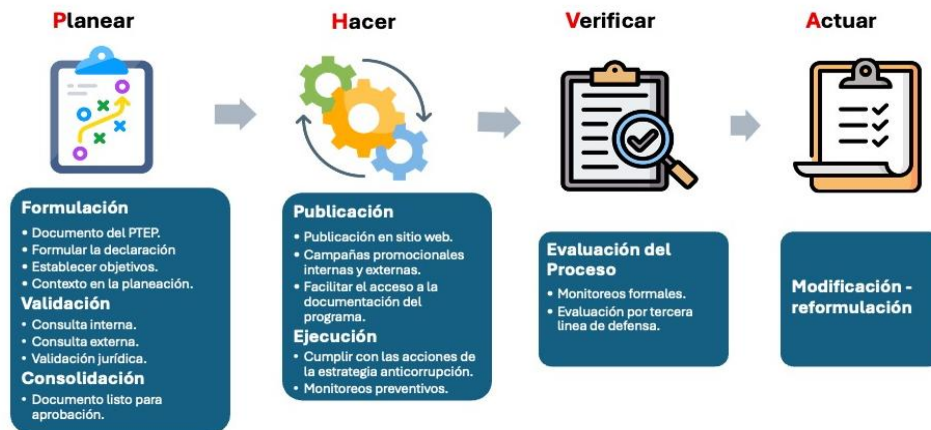 Planear
Hacer
Verificar
Actuar
Formulación
• Documento del PTEP.
• Formular la declaración
• Establecer objetivos.
• Contexto en la planeación.
Validación
• Consulta interna.
• Consulta externa.
• Validación jurídica.
Consolidación
• Documento listo para
aprobación.
Publicación
• Publicación en sitio web.
• Campañas promocionales
internas y externas.
• Facilitar el acceso a la
documentación del
programa.
Ejecución
• Cumplir con las acciones de
la estrategia anticorrupción.
• Monitoreos preventivos.
Evaluación del
Proceso
• Monitoreos formales.
• Evaluación por tercera
linea de defensa.
Modificación -
reformulación